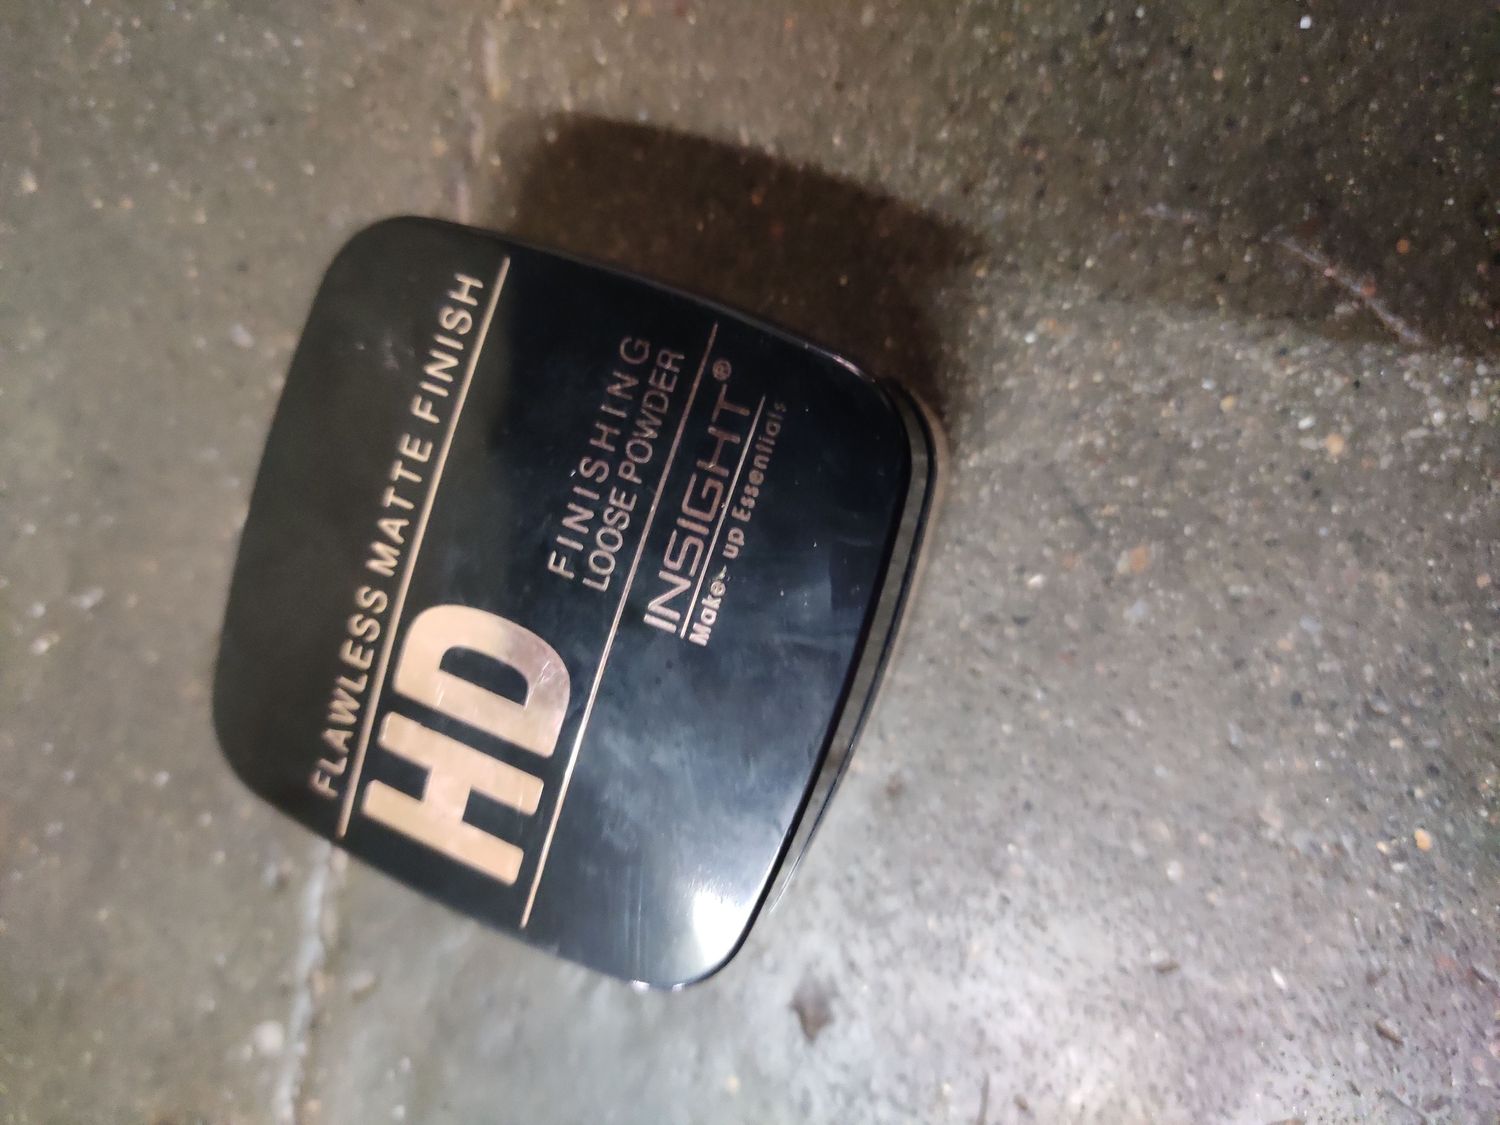 FLAWLESS MATTE FINISH
HD
FINISHING
LOOSE POWDER
INSIGHT®
Make-up Essentials